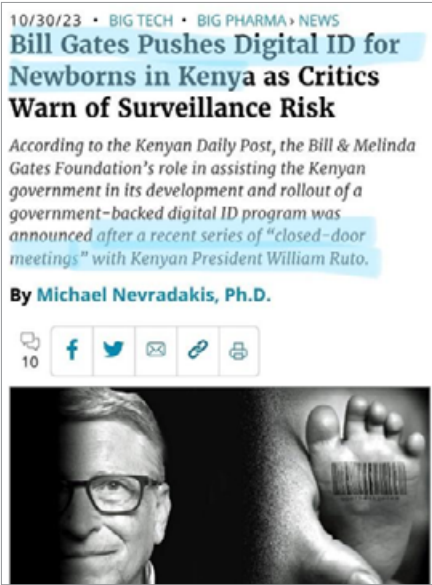 10/30/23 • BIG TECH • BIG PHARMA › NEWS
Bill Gates Pushes Digital ID for
Newborns in Kenya as Critics
Warn of Surveillance Risk
According to the Kenyan Daily Post, the Bill & Melinda
Gates Foundation’s role in assisting the Kenyan
government in its development and rollout of a
government-backed digital ID program was
announced after a recent series of “closed-door
meetings” with Kenyan President William Ruto.
By Michael Nevradakis, Ph.D.
10